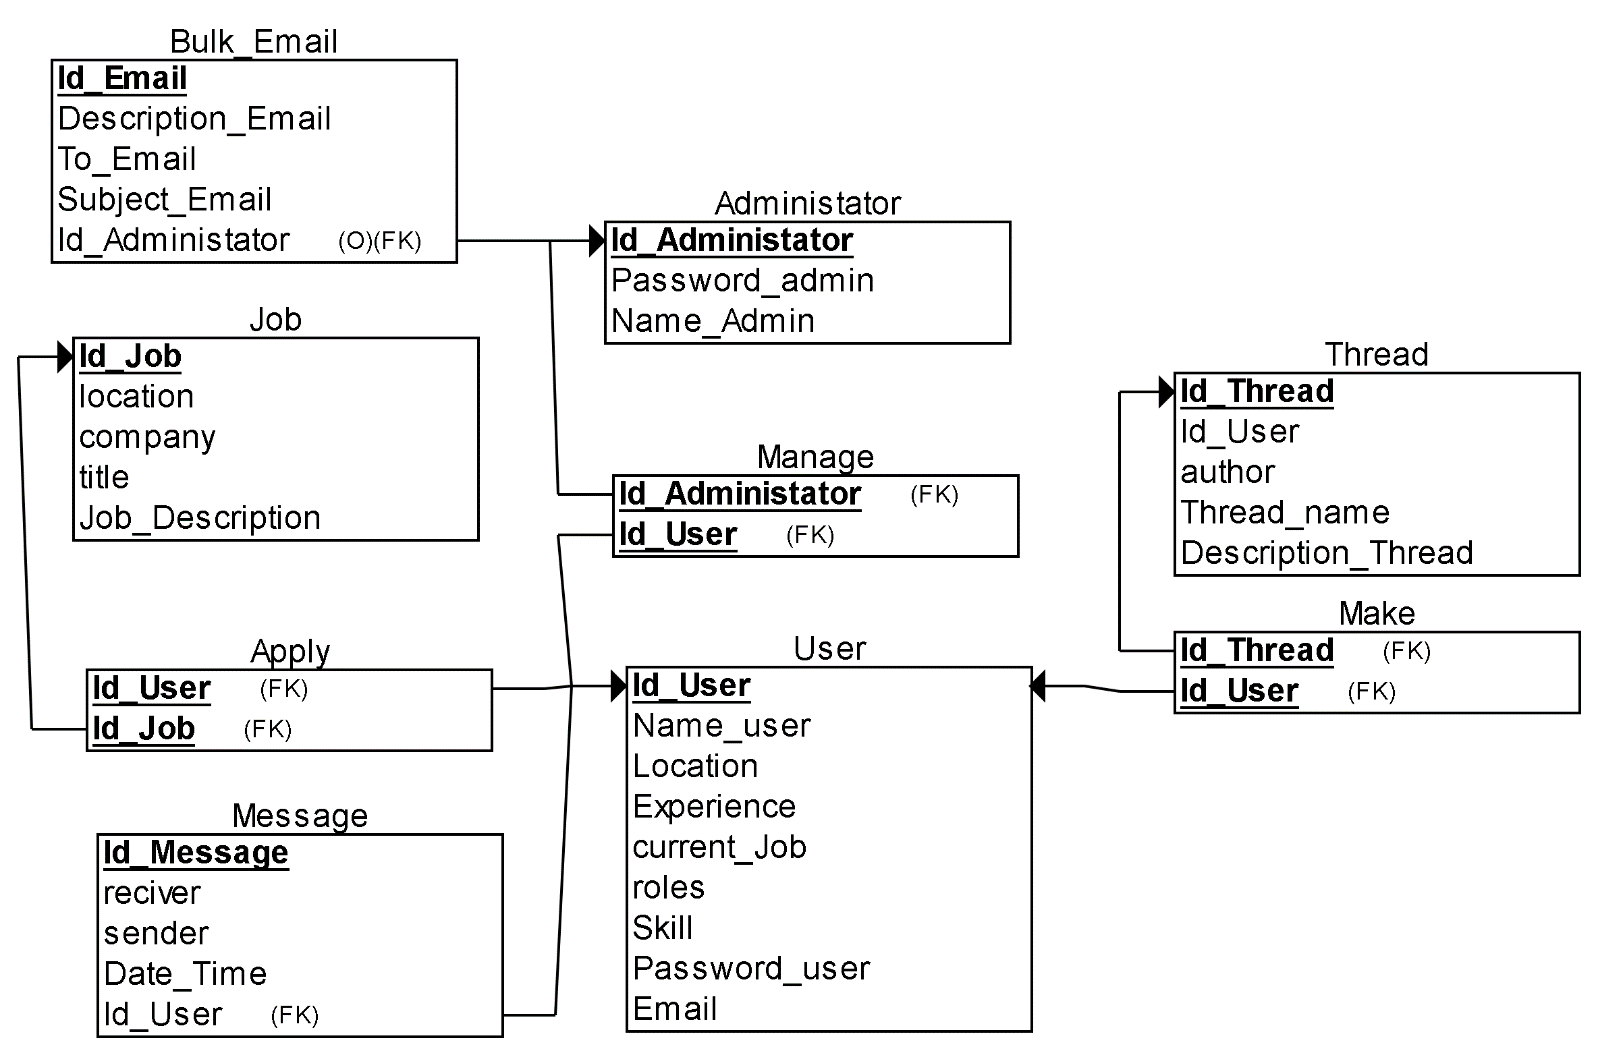 Bulk_Email
Id_Email
Description_Email
To_Email
Subject_Email
Id_Administator (O)(FK)
Administator
Id_Administator
Password_admin
Name_Admin
Job
Id_Job
location
company
title
Job_Description
Thread
Id_Thread
Id_User
author
Thread_name
Description_Thread
Manage
Id_Administator (FK)
Id_User (FK)
Make
Id_Thread (FK)
Id_User (FK)
Apply
Id_User (FK)
Id_Job (FK)
User
Id_User
Name_user
Location
Experience
current_Job
roles
Skill
Password_user
Email
Message
Id_Message
reciver
sender
Date_Time
Id_User (FK)